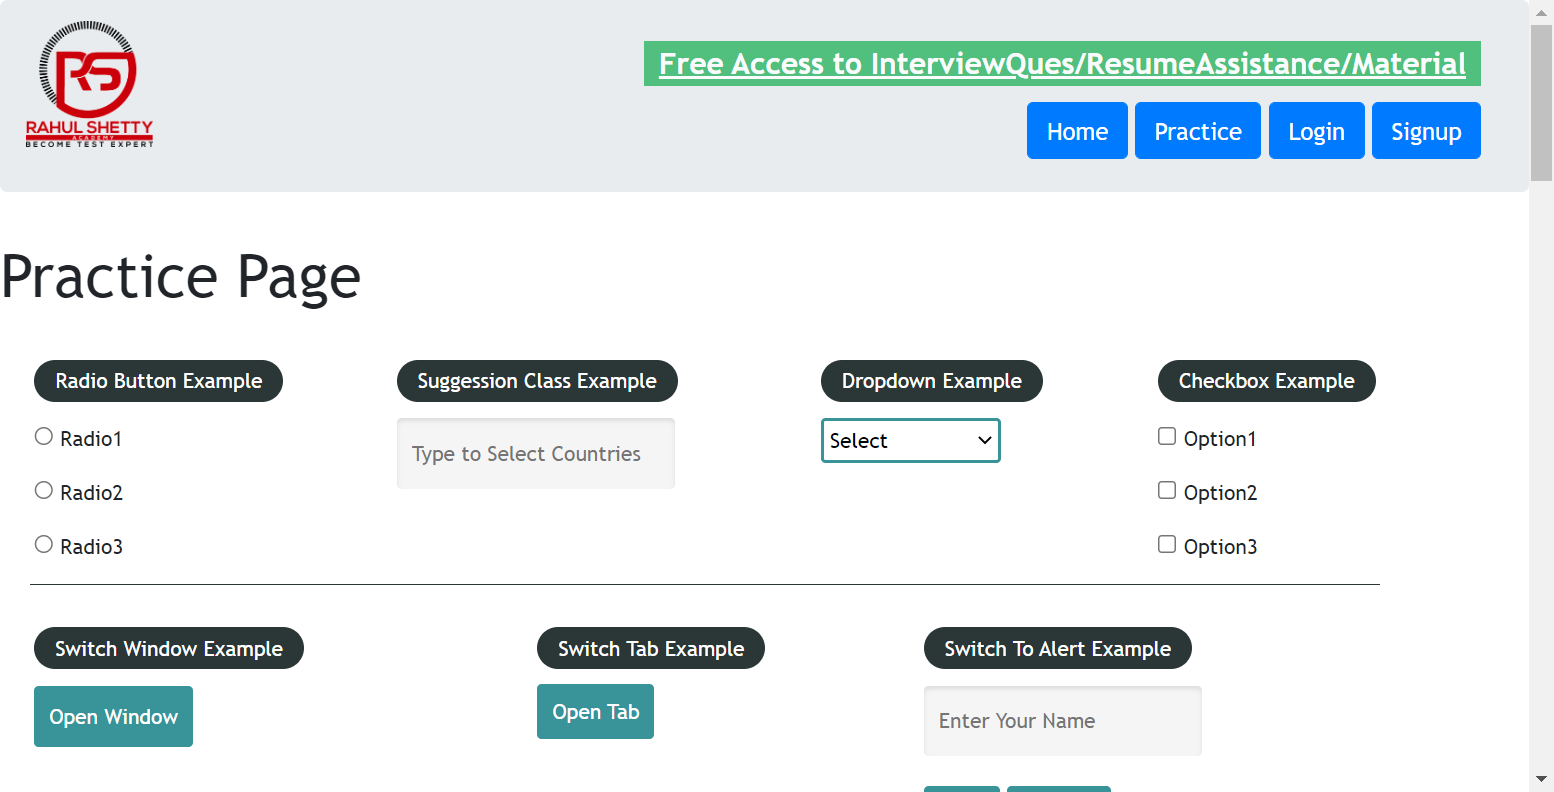 RAHUL SHETTY
ACADEMY
BECOME TEST EXPERT
Free Access to InterviewQues/ResumeAssistance/Material
Home Practice Login Signup
Practice Page
Radio Button Example Suggession Class Example Dropdown Example Checkbox Example
Radio1 Type to Select Countries Select Option1
Radio2 Option2
Radio3 Option3
Switch Window Example Switch Tab Example Switch To Alert Example
Open Window Open Tab Enter Your Name